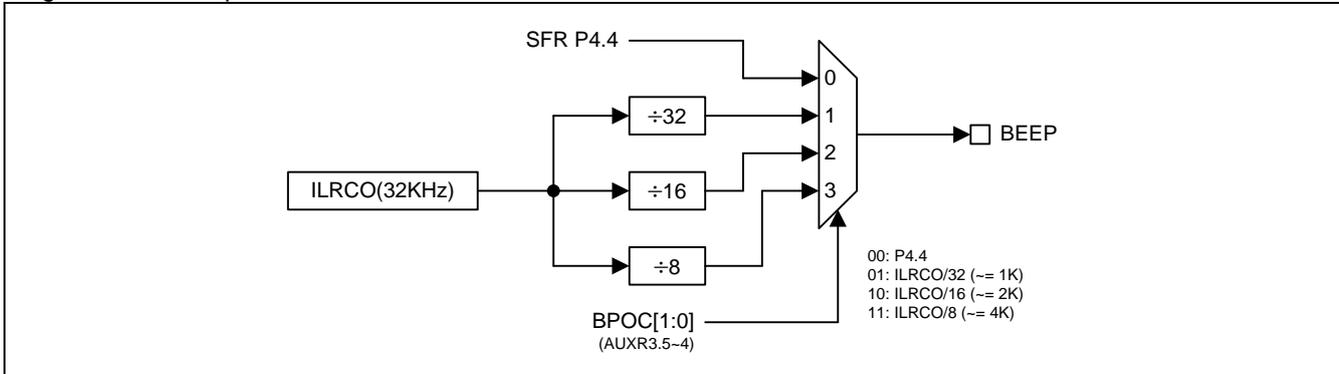 SFR P4.4
0
÷32
1
BEEP
2
ILRCO(32KHz)
÷16
3
÷8
00: P4.4
01: ILRCO/32 (~= 1K)
10: ILRCO/16 (~= 2K)
11: ILRCO/8 (~= 4K)
BPOC[1:0]
(AUXR3.5~4)